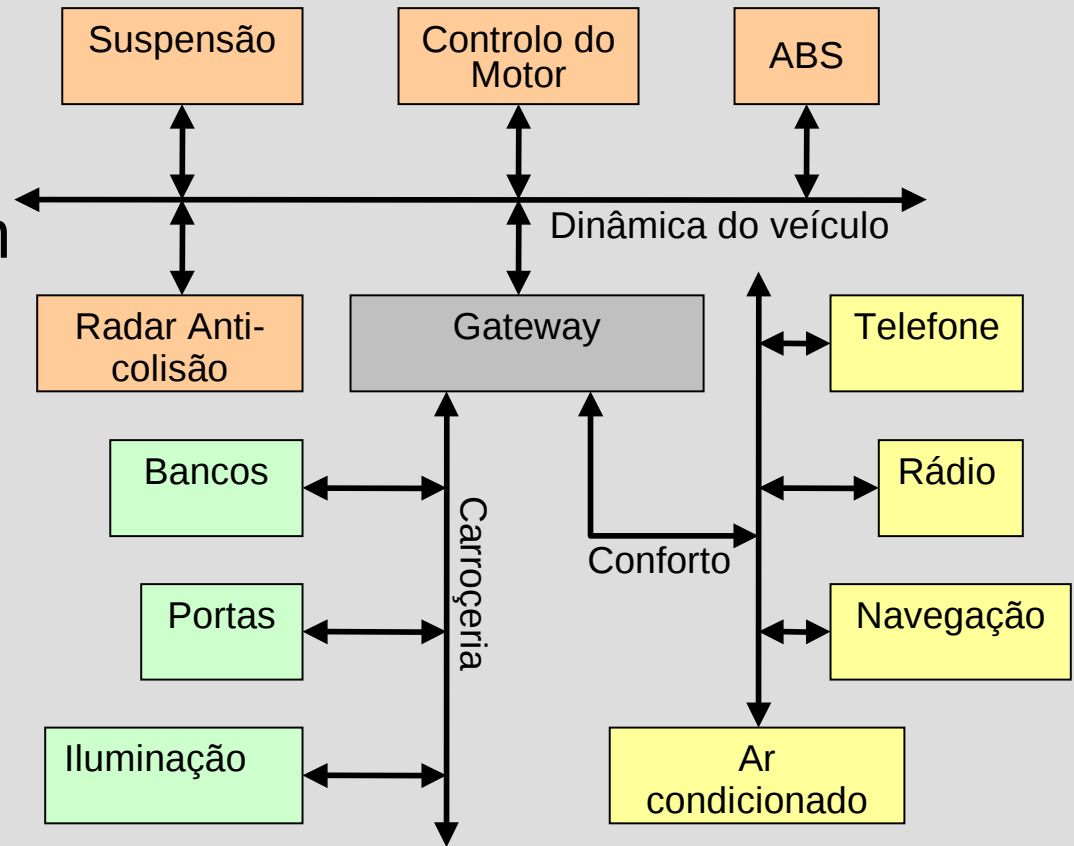 Suspensão
Controlo do
Motor
ABS
Dinâmica do veículo
Radar Anti-
colisão
Gateway
Telefone
Bancos
Rádio
Carroçeria
Conforto
Portas
Navegação
Iluminação
Ar
condicionado